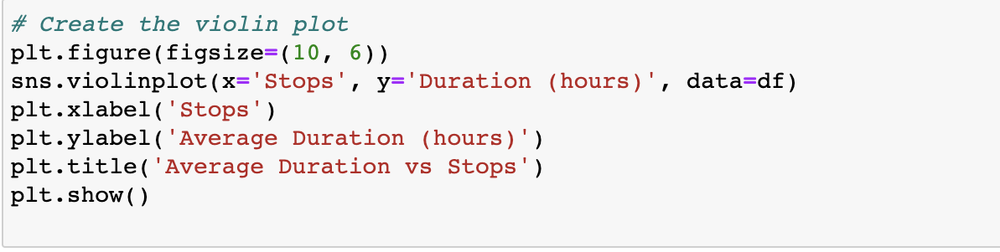 # Create the violin plot
plt.figure(figsize=(10, 6))
sns.violinplot(x='Stops', y='Duration (hours)', data=df)
plt.xlabel('Stops')
plt.ylabel('Average Duration (hours)')
plt.title('Average Duration vs Stops')
plt.show()